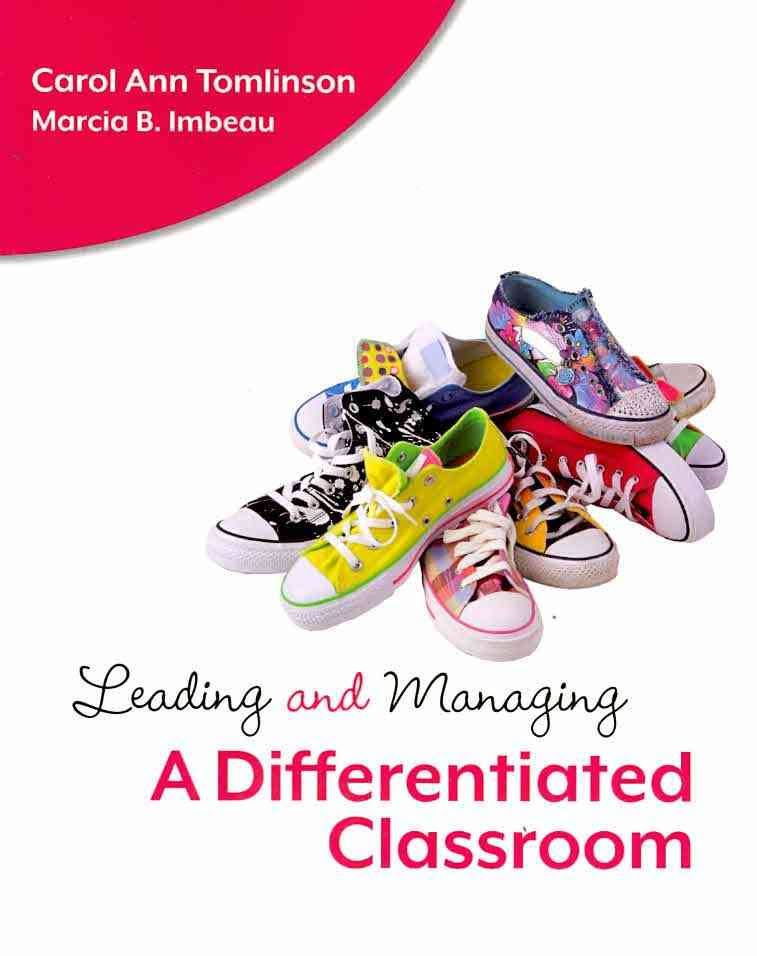 Carol Ann Tomlinson
Marcia B. Imbeau
Leading and Managing
A Differentiated
Classroom